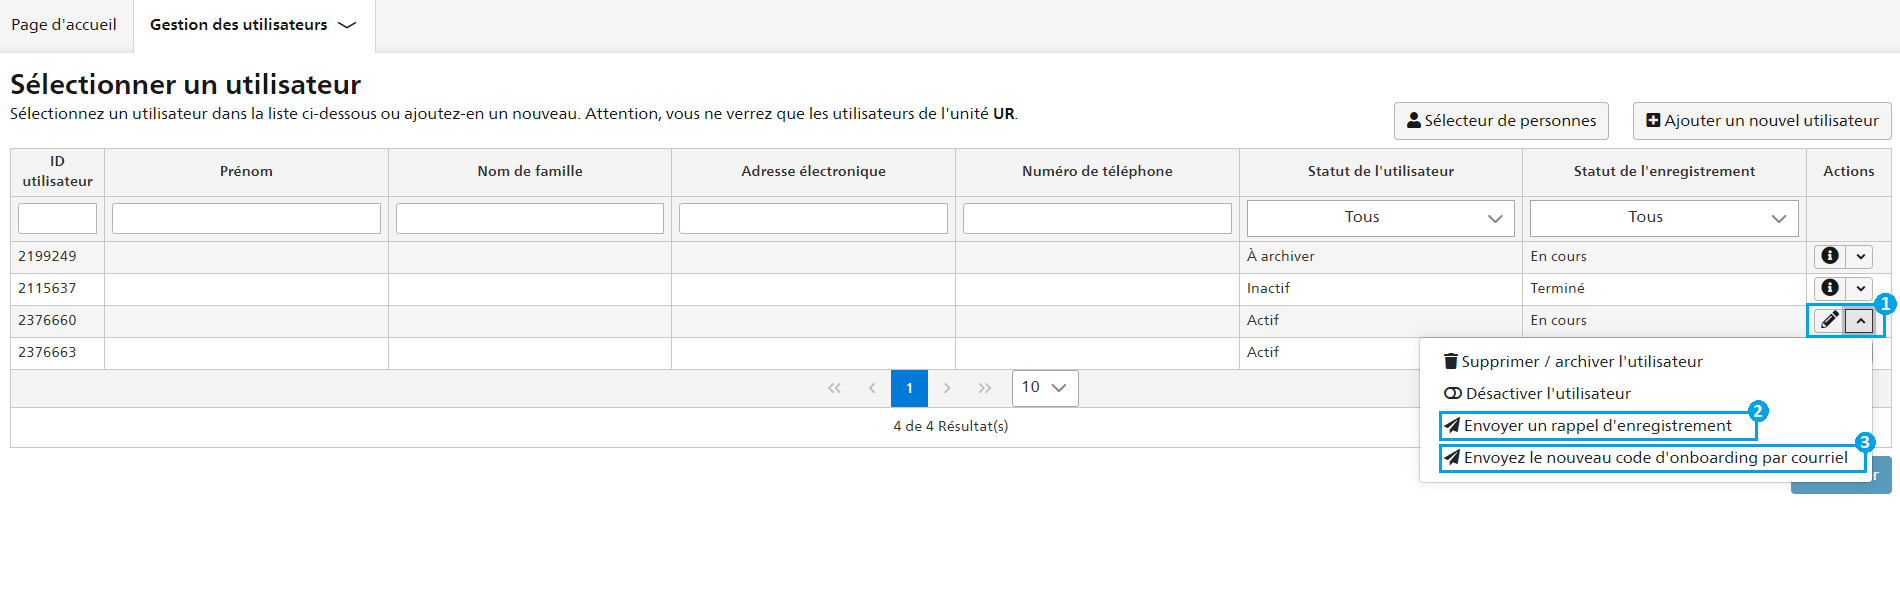 Page d'accueil
Gestion des utilisateurs
Sélectionner un utilisateur
Sélectionnez un utilisateur dans la liste ci-dessous ou ajoutez-en un nouveau. Attention, vous ne verrez que les utilisateurs de l'unité UR.
Sélecteur de personnes
Ajouter un nouvel utilisateur
ID utilisateur Prénom Nom de famille Adresse électronique Numéro de téléphone Statut de l'utilisateur Statut de l'enregistrement Actions
Tous Tous
2199249 À archiver En cours
2115637 Inactif Terminé
2376660 Actif En cours 1
2376663 Actif
Supprimer / archiver l'utilisateur
Désactiver l'utilisateur
2
Envoyer un rappel d'enregistrement
3
Envoyez le nouveau code d'onboarding par courriel
1 10
4 de 4 Résultat(s)